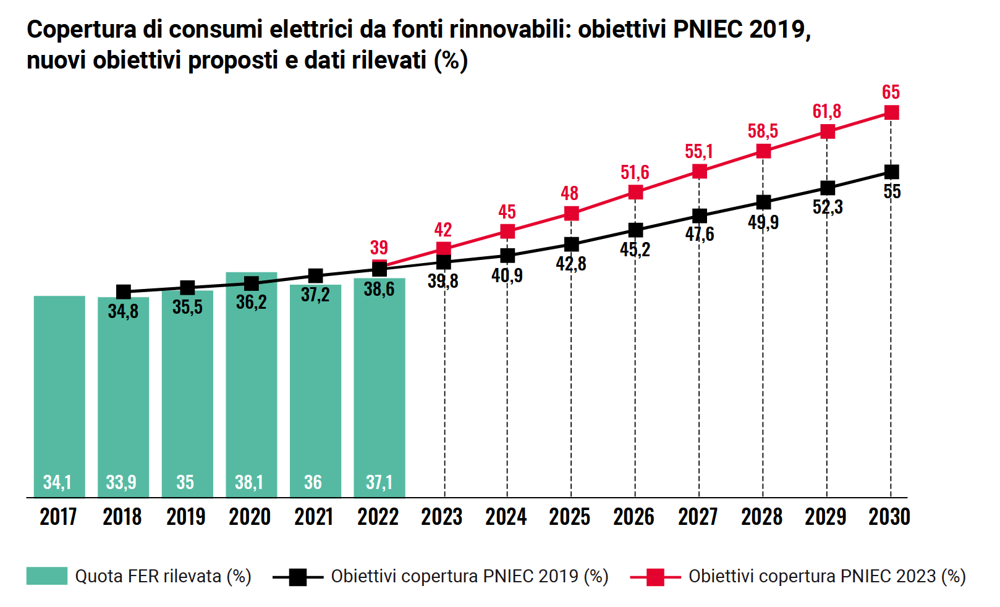 Copertura di consumi elettrici da fonti rinnovabili: obiettivi PNIEC 2019,
nuovi obiettivi proposti e dati rilevati (%)
39 42 45 48 51,6 55,1 58,5 61,8 65
34,8 35,5 36,2 37,2 38,6 39,8 40,9 42,8 45,2 47,6 49,9 52,3 55
34,1 33,9 35 38,1 36 37,1
2017 2018 2019 2020 2021 2022 2023 2024 2025 2026 2027 2028 2029 2030
Quota FER rilevata (%) Obiettivi copertura PNIEC 2019 (%) Obiettivi copertura PNIEC 2023 (%)